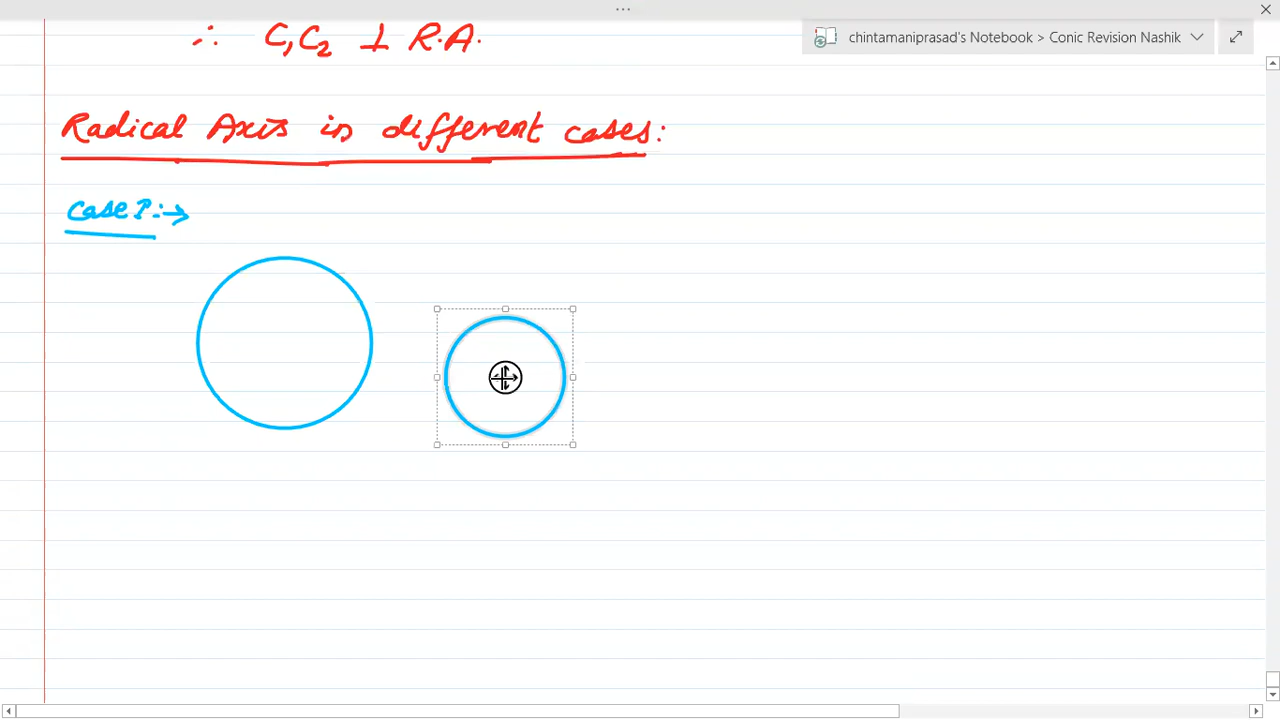 ∴ C₁C₂ ⊥ R.A.
chintamaniprasad's Notebook > Conic Revision Nashik
Radical Axis in different cases:
Case I:→